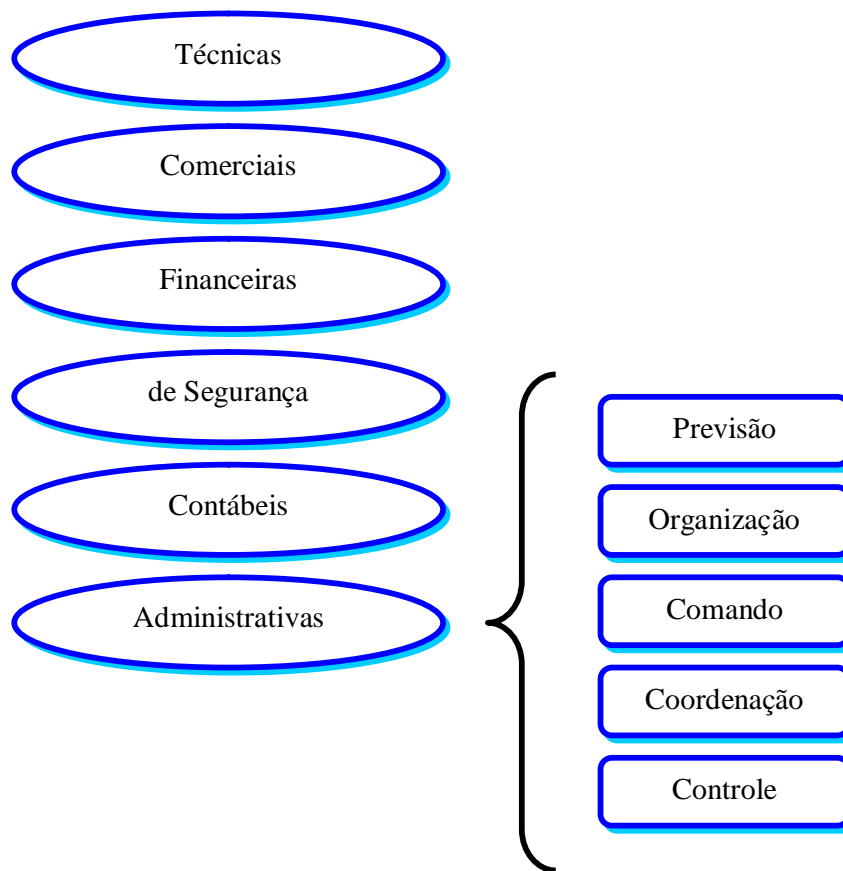 Técnicas
Comerciais
Financeiras
de Segurança
Contábeis
Administrativas
Previsão
Organização
Comando
Coordenação
Controle